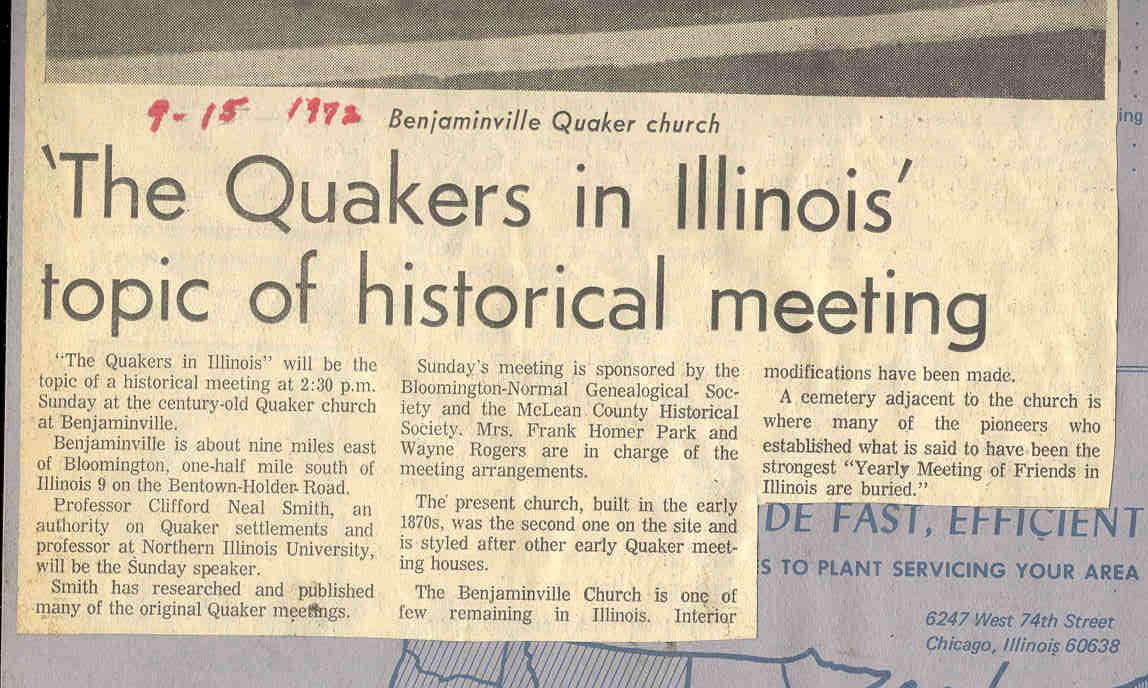 9-15 1972
Benjaminville Quaker church
'The Quakers in Illinois'
topic of historical meeting
"The Quakers in Illinois" will be the
topic of a historical meeting at 2:30 p.m.
Sunday at the century-old Quaker church
at Benjaminville.
Benjaminville is about nine miles east
of Bloomington, one-half mile south of
Illinois 9 on the Bentown-Holder Road.
Professor Clifford Neal Smith, an
authority on Quaker settlements and
professor at Northern Illinois University,
will be the Sunday speaker.
Smith has researched and published
many of the original Quaker meetings.
Sunday's meeting is sponsored by the
Bloomington-Normal Genealogical Soc-
iety and the McLean County Historical
Society. Mrs. Frank Homer Park and
Wayne Rogers are in charge of the
meeting arrangements.
The present church, built in the early
1870s, was the second one on the site and
is styled after other early Quaker meet-
ing houses.
The Benjaminville Church is one of
few remaining in Illinois. Interior
modifications have been made.
A cemetery adjacent to the church is
where many of the pioneers who
established what is said to have been the
strongest "Yearly Meeting of Friends in
Illinois are buried."
ing
DE FAST, EFFICIENT
S TO PLANT SERVICING YOUR AREA
6247 West 74th Street
Chicago, Illinois 60638